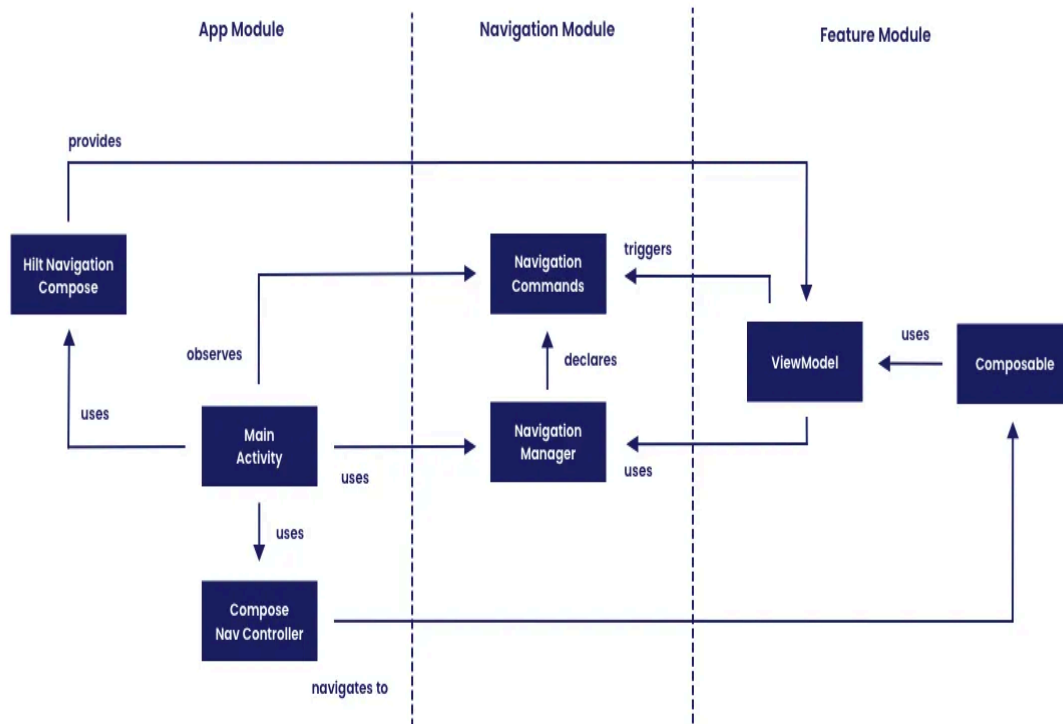 App Module
Navigation Module
Feature Module
provides
Hilt Navigation
Compose
Navigation
Commands
triggers
observes
declares
ViewModel
uses
Composable
uses
Main
Activity
uses
Navigation
Manager
uses
uses
Compose
Nav Controller
navigates to